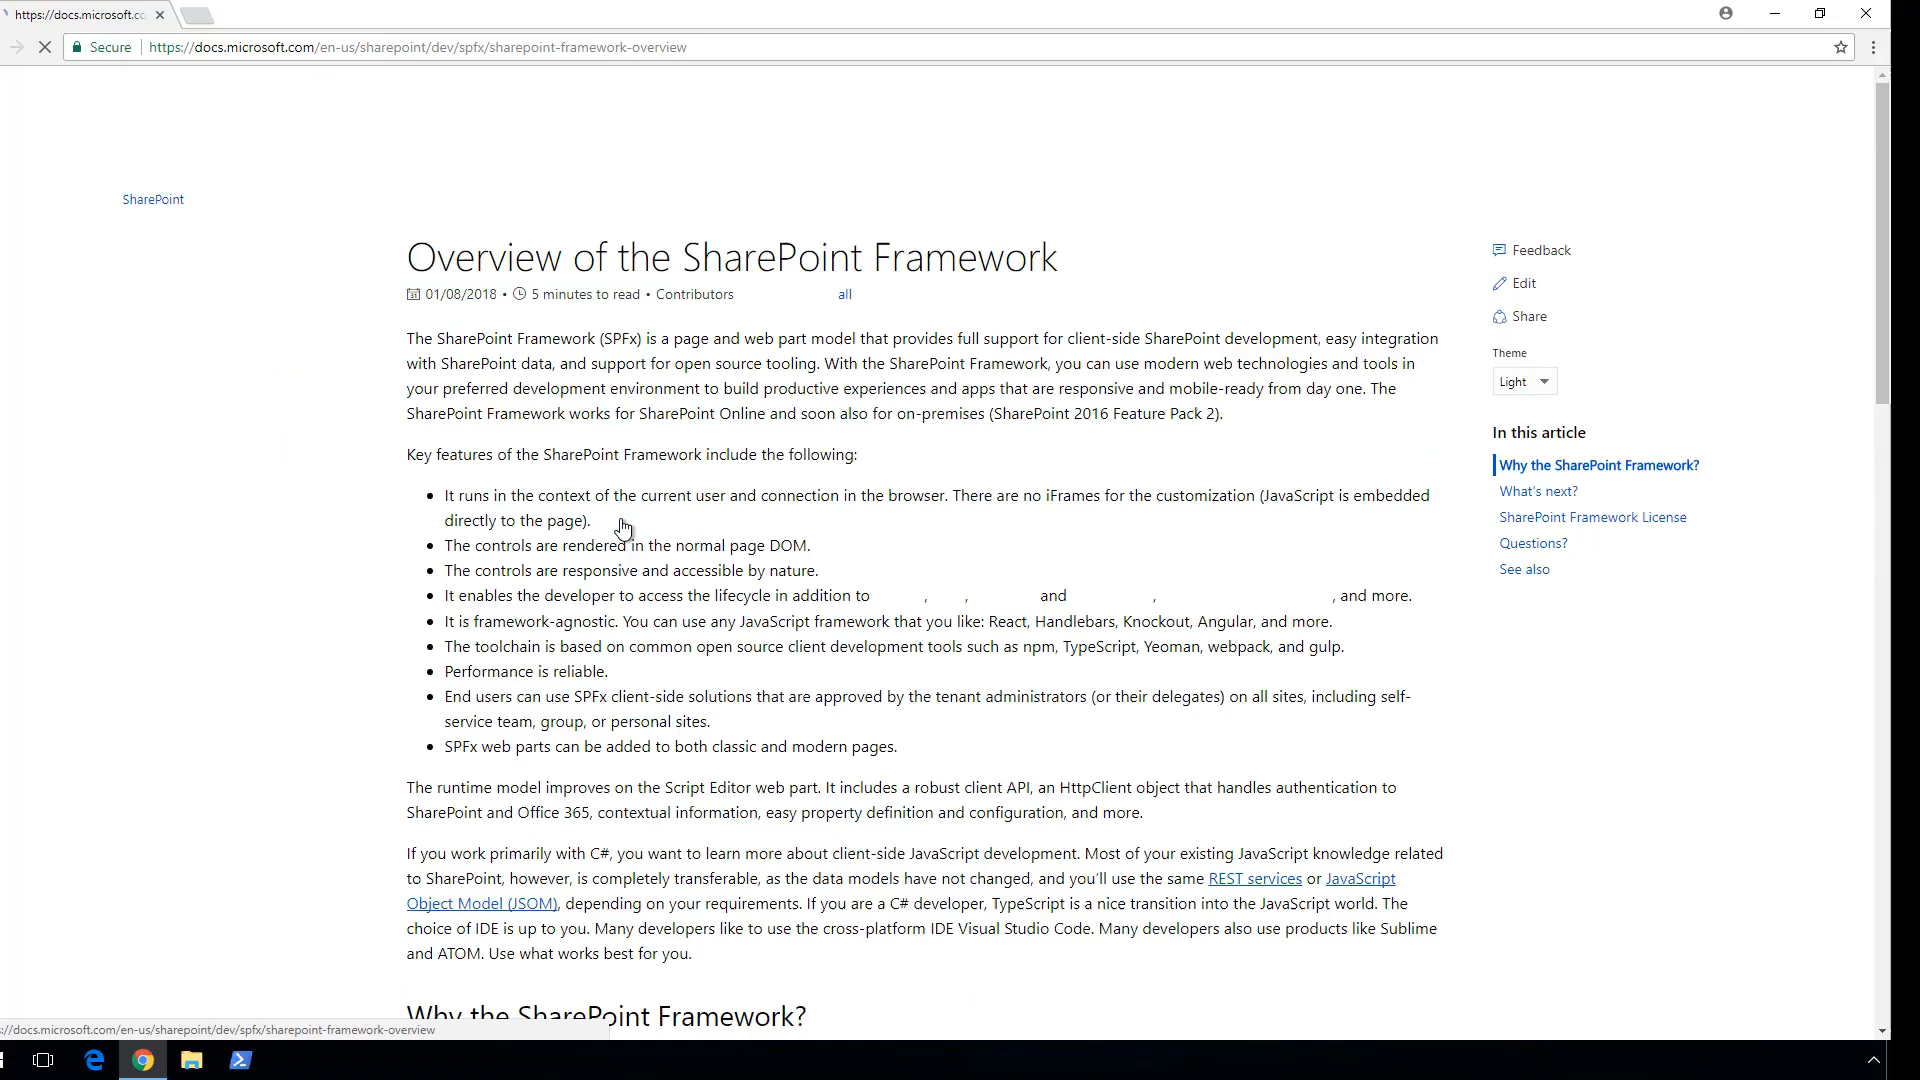 https://docs.microsoft.co
Secure https://docs.microsoft.com/en-us/sharepoint/dev/spfx/sharepoint-framework-overview
SharePoint
Overview of the SharePoint Framework
01/08/2018 • 5 minutes to read • Contributors all
The SharePoint Framework (SPFx) is a page and web part model that provides full support for client-side SharePoint development, easy integration
with SharePoint data, and support for open source tooling. With the SharePoint Framework, you can use modern web technologies and tools in
your preferred development environment to build productive experiences and apps that are responsive and mobile-ready from day one. The
SharePoint Framework works for SharePoint Online and soon also for on-premises (SharePoint 2016 Feature Pack 2).
Key features of the SharePoint Framework include the following:
• It runs in the context of the current user and connection in the browser. There are no iFrames for the customization (JavaScript is embedded
directly to the page).
• The controls are rendered in the normal page DOM.
• The controls are responsive and accessible by nature.
• It enables the developer to access the lifecycle in addition to , , and , , and more.
• It is framework-agnostic. You can use any JavaScript framework that you like: React, Handlebars, Knockout, Angular, and more.
• The toolchain is based on common open source client development tools such as npm, TypeScript, Yeoman, webpack, and gulp.
• Performance is reliable.
• End users can use SPFx client-side solutions that are approved by the tenant administrators (or their delegates) on all sites, including self-
service team, group, or personal sites.
• SPFx web parts can be added to both classic and modern pages.
The runtime model improves on the Script Editor web part. It includes a robust client API, an HttpClient object that handles authentication to
SharePoint and Office 365, contextual information, easy property definition and configuration, and more.
If you work primarily with C#, you want to learn more about client-side JavaScript development. Most of your existing JavaScript knowledge related
to SharePoint, however, is completely transferable, as the data models have not changed, and you'll use the same REST services or JavaScript
Object Model (JSOM), depending on your requirements. If you are a C# developer, TypeScript is a nice transition into the JavaScript world. The
choice of IDE is up to you. Many developers like to use the cross-platform IDE Visual Studio Code. Many developers also use products like Sublime
and ATOM. Use what works best for you.
Why the SharePoint Framework?
Feedback
Edit
Share
Theme
Light
In this article
Why the SharePoint Framework?
What's next?
SharePoint Framework License
Questions?
See also
://docs.microsoft.com/en-us/sharepoint/dev/spfx/sharepoint-framework-overview